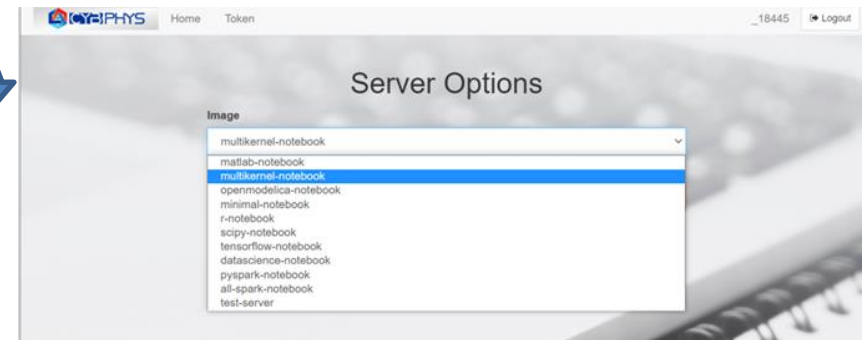 CYBPHYS Home Token _18445 Logout
Server Options
Image
multikernel-notebook
matlab-notebook
multikernel-notebook
openmodelica-notebook
minimal-notebook
r-notebook
scipy-notebook
tensorflow-notebook
datascience-notebook
pyspark-notebook
all-spark-notebook
test-server